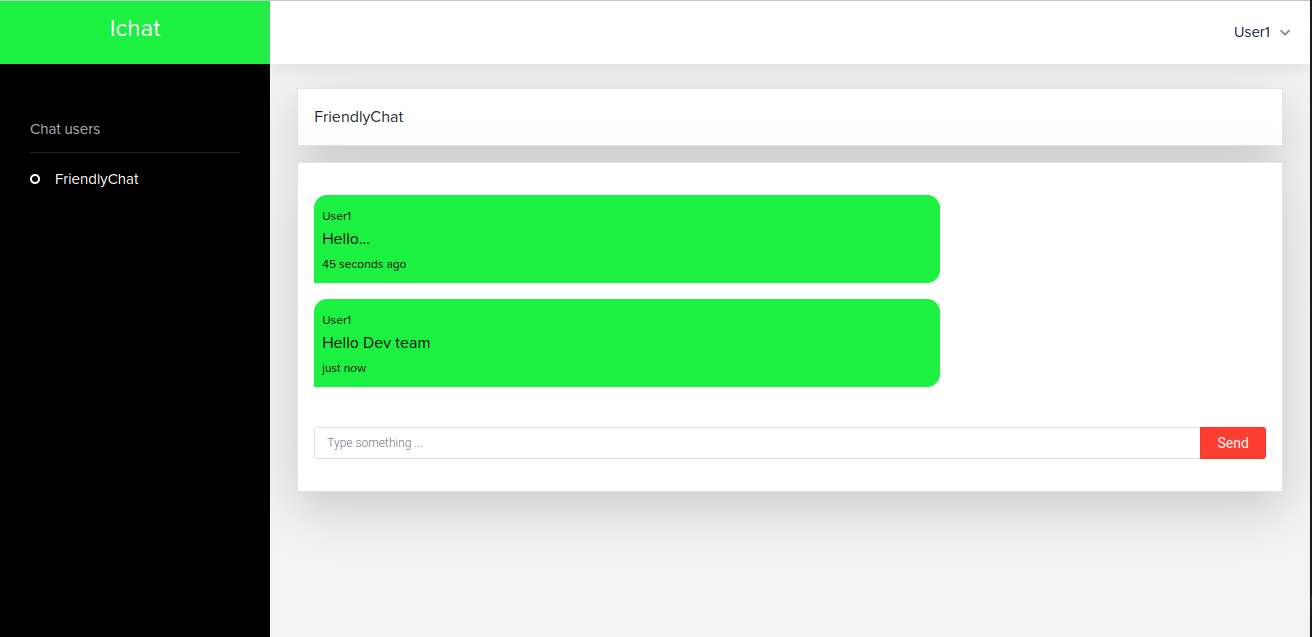 Ichat
User1
Chat users
FriendlyChat
FriendlyChat
User1
Hello...
45 seconds ago
User1
Hello Dev team
just now
Type something ...
Send